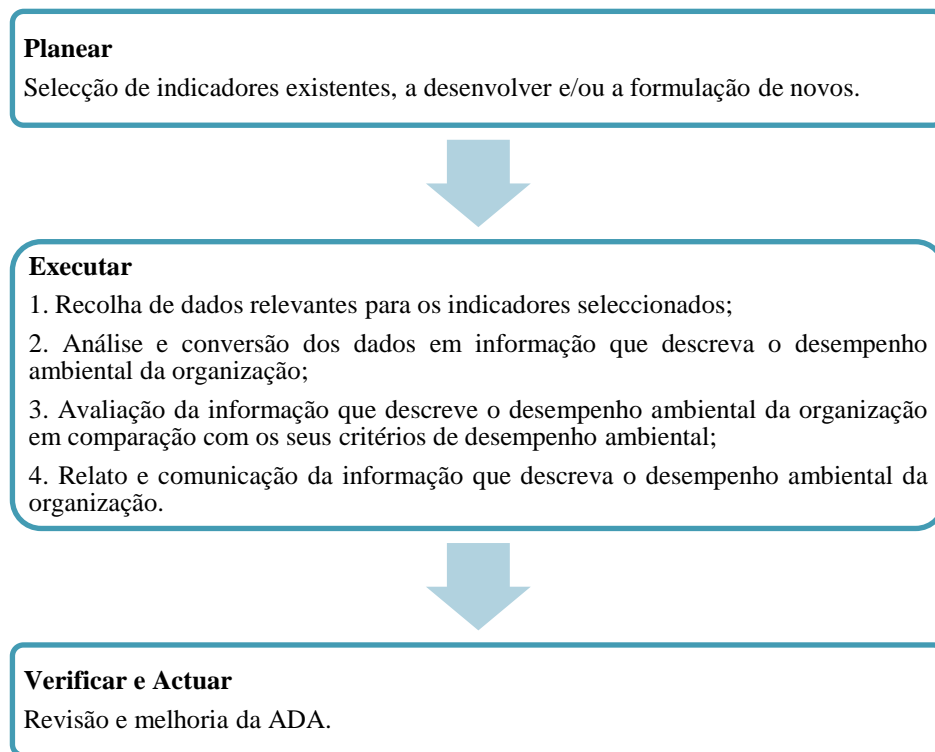 Planear
Selecção de indicadores existentes, a desenvolver e/ou a formulação de novos.
Executar
1. Recolha de dados relevantes para os indicadores seleccionados;
2. Análise e conversão dos dados em informação que descreva o desempenho
ambiental da organização;
3. Avaliação da informação que descreve o desempenho ambiental da organização
em comparação com os seus critérios de desempenho ambiental;
4. Relato e comunicação da informação que descreva o desempenho ambiental da
organização.
Verificar e Actuar
Revisão e melhoria da ADA.